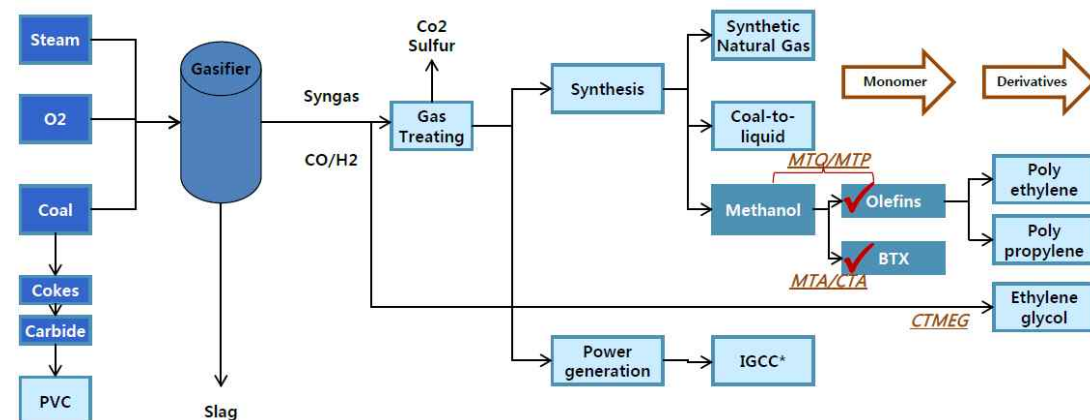 Steam
O2
Coal
Cokes
Carbide
PVC
Gasifier
Slag
Syngas
CO/H2
Co2
Sulfur
Gas
Treating
Synthesis
Power
generation
Synthetic
Natural Gas
Coal-to-
liquid
MTO/MTP
Methanol
Olefins
BTX
MTA/CTA
CTMEG
IGCC*
Monomer
Derivatives
Poly
ethylene
Poly
propylene
Ethylene
glycol